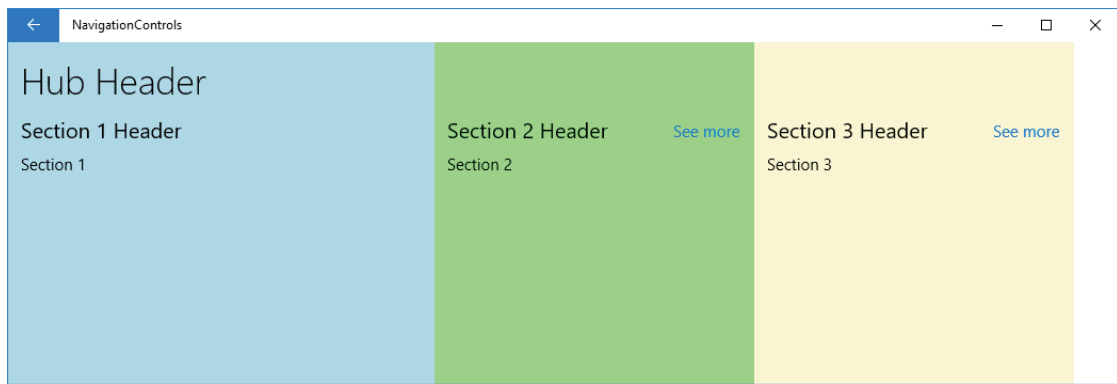 NavigationControls
Hub Header
Section 1 Header
Section 1
Section 2 Header See more
Section 2
Section 3 Header See more
Section 3